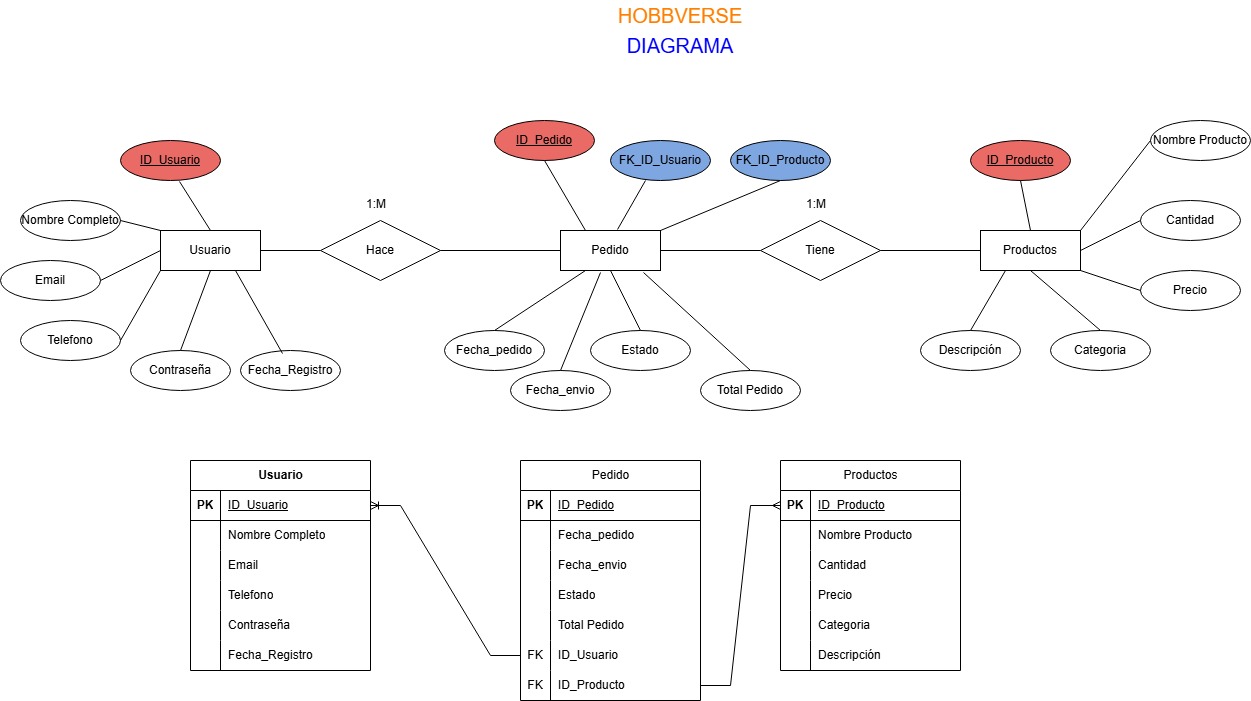 HOBBVERSE
DIAGRAMA
ID_Usuario
Nombre Completo
Email
Telefono
Contraseña
Fecha_Registro
Usuario
1:M
Hace
ID_Pedido
FK_ID_Usuario
FK_ID_Producto
Pedido
Fecha_pedido
Fecha_envio
Estado
Total Pedido
1:M
Tiene
ID_Producto
Nombre Producto
Cantidad
Precio
Productos
Descripción
Categoria
Usuario
PK ID_Usuario
Nombre Completo
Email
Telefono
Contraseña
Fecha_Registro
Pedido
PK ID_Pedido
Fecha_pedido
Fecha_envio
Estado
Total Pedido
FK ID_Usuario
FK ID_Producto
Productos
PK ID_Producto
Nombre Producto
Cantidad
Precio
Categoria
Descripción